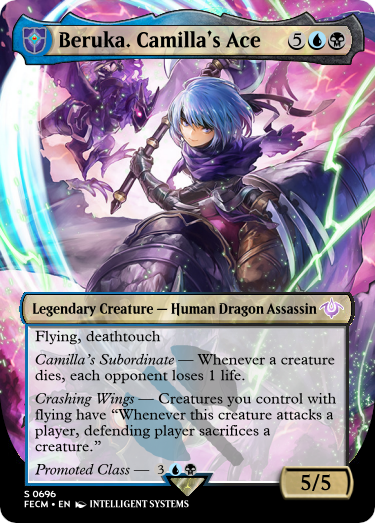 Beruka. Camilla's Ace 5
Legendary Creature — Human Dragon Assassin
Flying, deathtouch
Camilla's Subordinate — Whenever a creature
dies, each opponent loses 1 life.
Crashing Wings — Creatures you control with
flying have “Whenever this creature attacks a
player, defending player sacrifices a
creature.”
Promoted Class — 3
5/5
S 0696
FECM • EN INTELLIGENT SYSTEMS